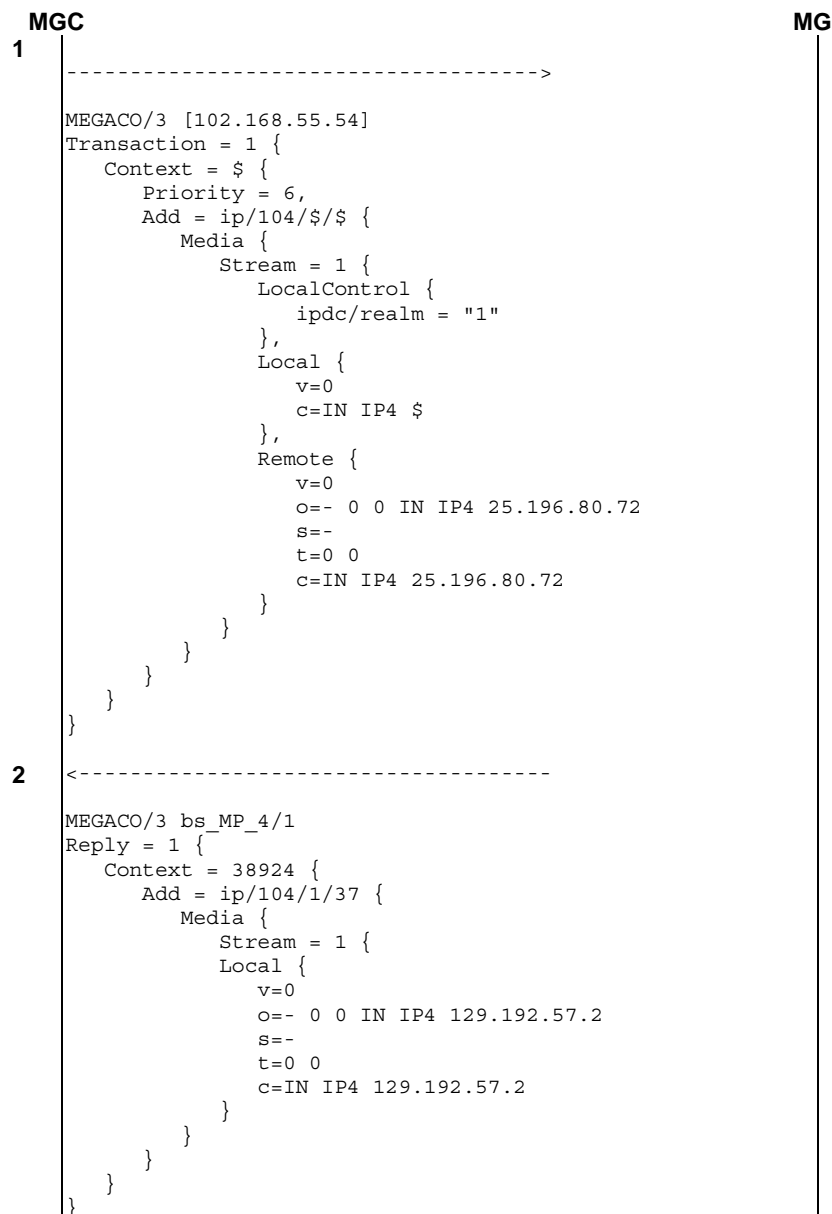 MGC MG
1
------------------------------------->
MEGACO/3 [102.168.55.54]
Transaction = 1 {
   Context = $ {
      Priority = 6,
      Add = ip/104/$/$ {
         Media {
            Stream = 1 {
               LocalControl {
                  ipdc/realm = "1"
               },
               Local {
                  v=0
                  c=IN IP4 $
               },
               Remote {
                  v=0
                  o=- 0 0 IN IP4 25.196.80.72
                  s=-
                  t=0 0
                  c=IN IP4 25.196.80.72
               }
            }
         }
      }
   }
}
2 <-------------------------------------
MEGACO/3 bs_MP_4/1
Reply = 1 {
   Context = 38924 {
      Add = ip/104/1/37 {
         Media {
            Stream = 1 {
            Local {
               v=0
               o=- 0 0 IN IP4 129.192.57.2
               s=-
               t=0 0
               c=IN IP4 129.192.57.2
            }
         }
      }
   }
}